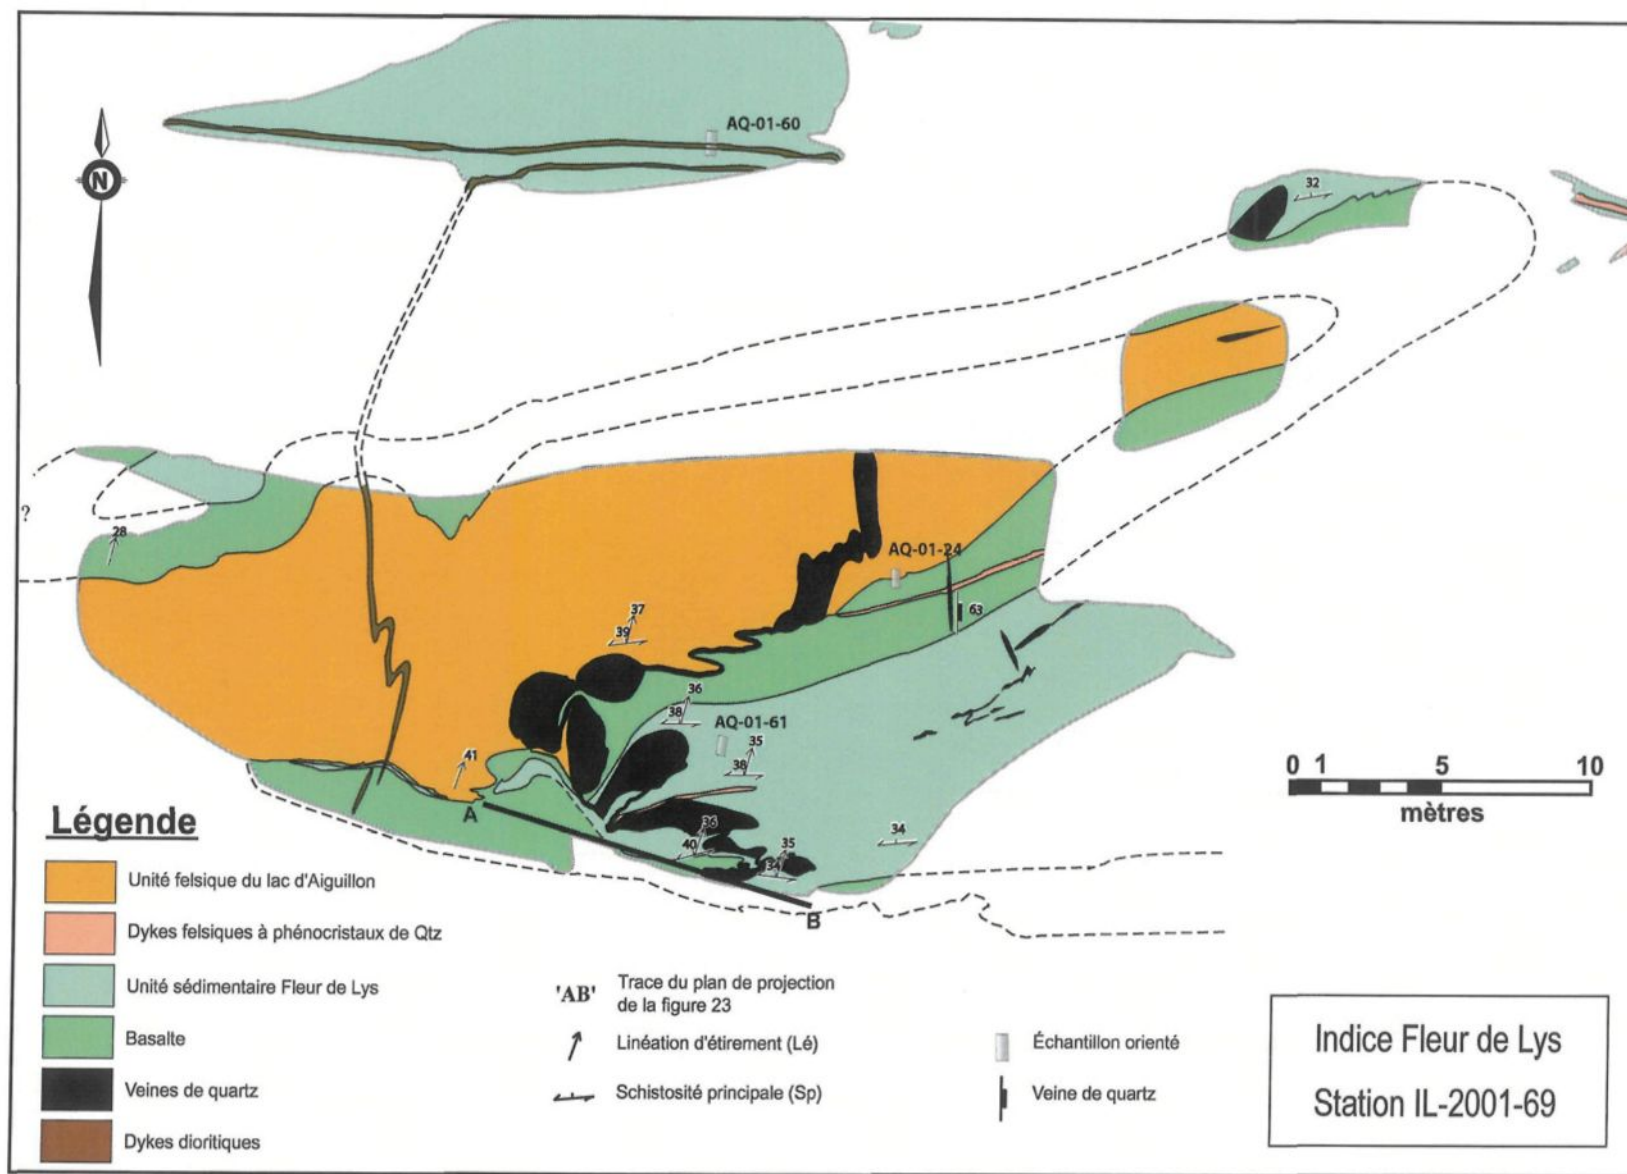 AQ-01-60
N
32
?
28
AQ-01-24
63
37
39
36
38
AQ-01-61
35
38
41
A
36
40
35
34
34
B
0 1 5 10
mètres
Légende
Unité felsique du lac d'Aiguillon
Dykes felsiques à phénocristaux de Qtz
Unité sédimentaire Fleur de Lys
Basalte
Veines de quartz
Dykes dioritiques
'AB' Trace du plan de projection
de la figure 23
Linéation d'étirement (Lé)
Schistosité principale (Sp)
Échantillon orienté
Veine de quartz
Indice Fleur de Lys
Station IL-2001-69